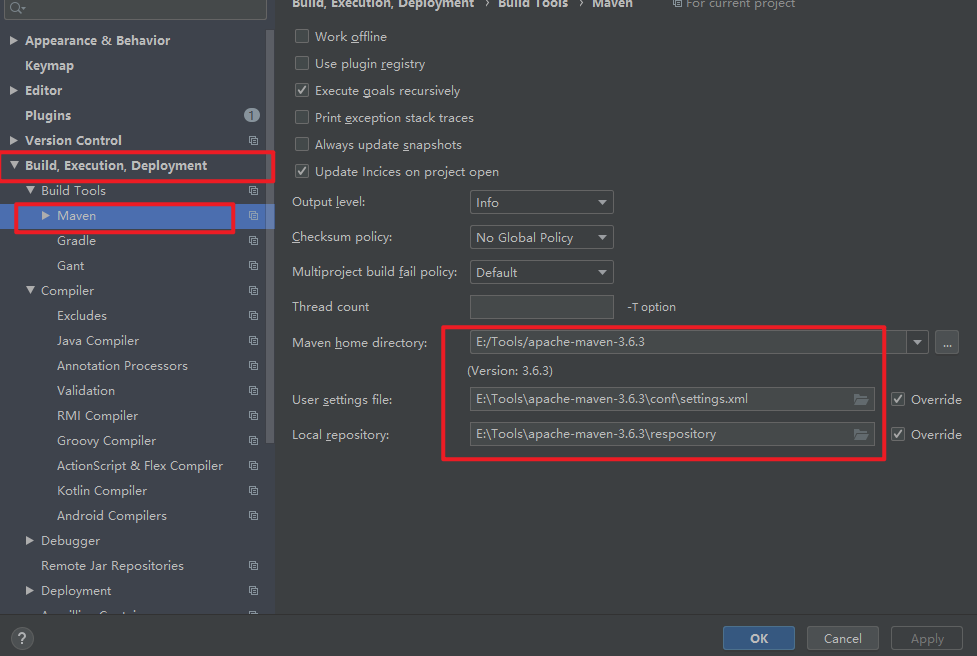 Build, Execution, Deployment › Build Tools › Maven For current project
Appearance & Behavior
Keymap
Editor
Plugins 1
Version Control
Build, Execution, Deployment
Build Tools
Maven
Gradle
Gant
Compiler
Excludes
Java Compiler
Annotation Processors
Validation
RMI Compiler
Groovy Compiler
ActionScript & Flex Compiler
Kotlin Compiler
Android Compilers
Debugger
Remote Jar Repositories
Deployment
Work offline
Use plugin registry
Execute goals recursively
Print exception stack traces
Always update snapshots
Update Incices on project open
Output level: Info
Checksum policy: No Global Policy
Multiproject build fail policy: Default
Thread count -T option
Maven home directory: E:/Tools/apache-maven-3.6.3 ...
(Version: 3.6.3)
User settings file: E:\Tools\apache-maven-3.6.3\conf\settings.xml Override
Local repository: E:\Tools\apache-maven-3.6.3\respository Override
? OK Cancel Apply